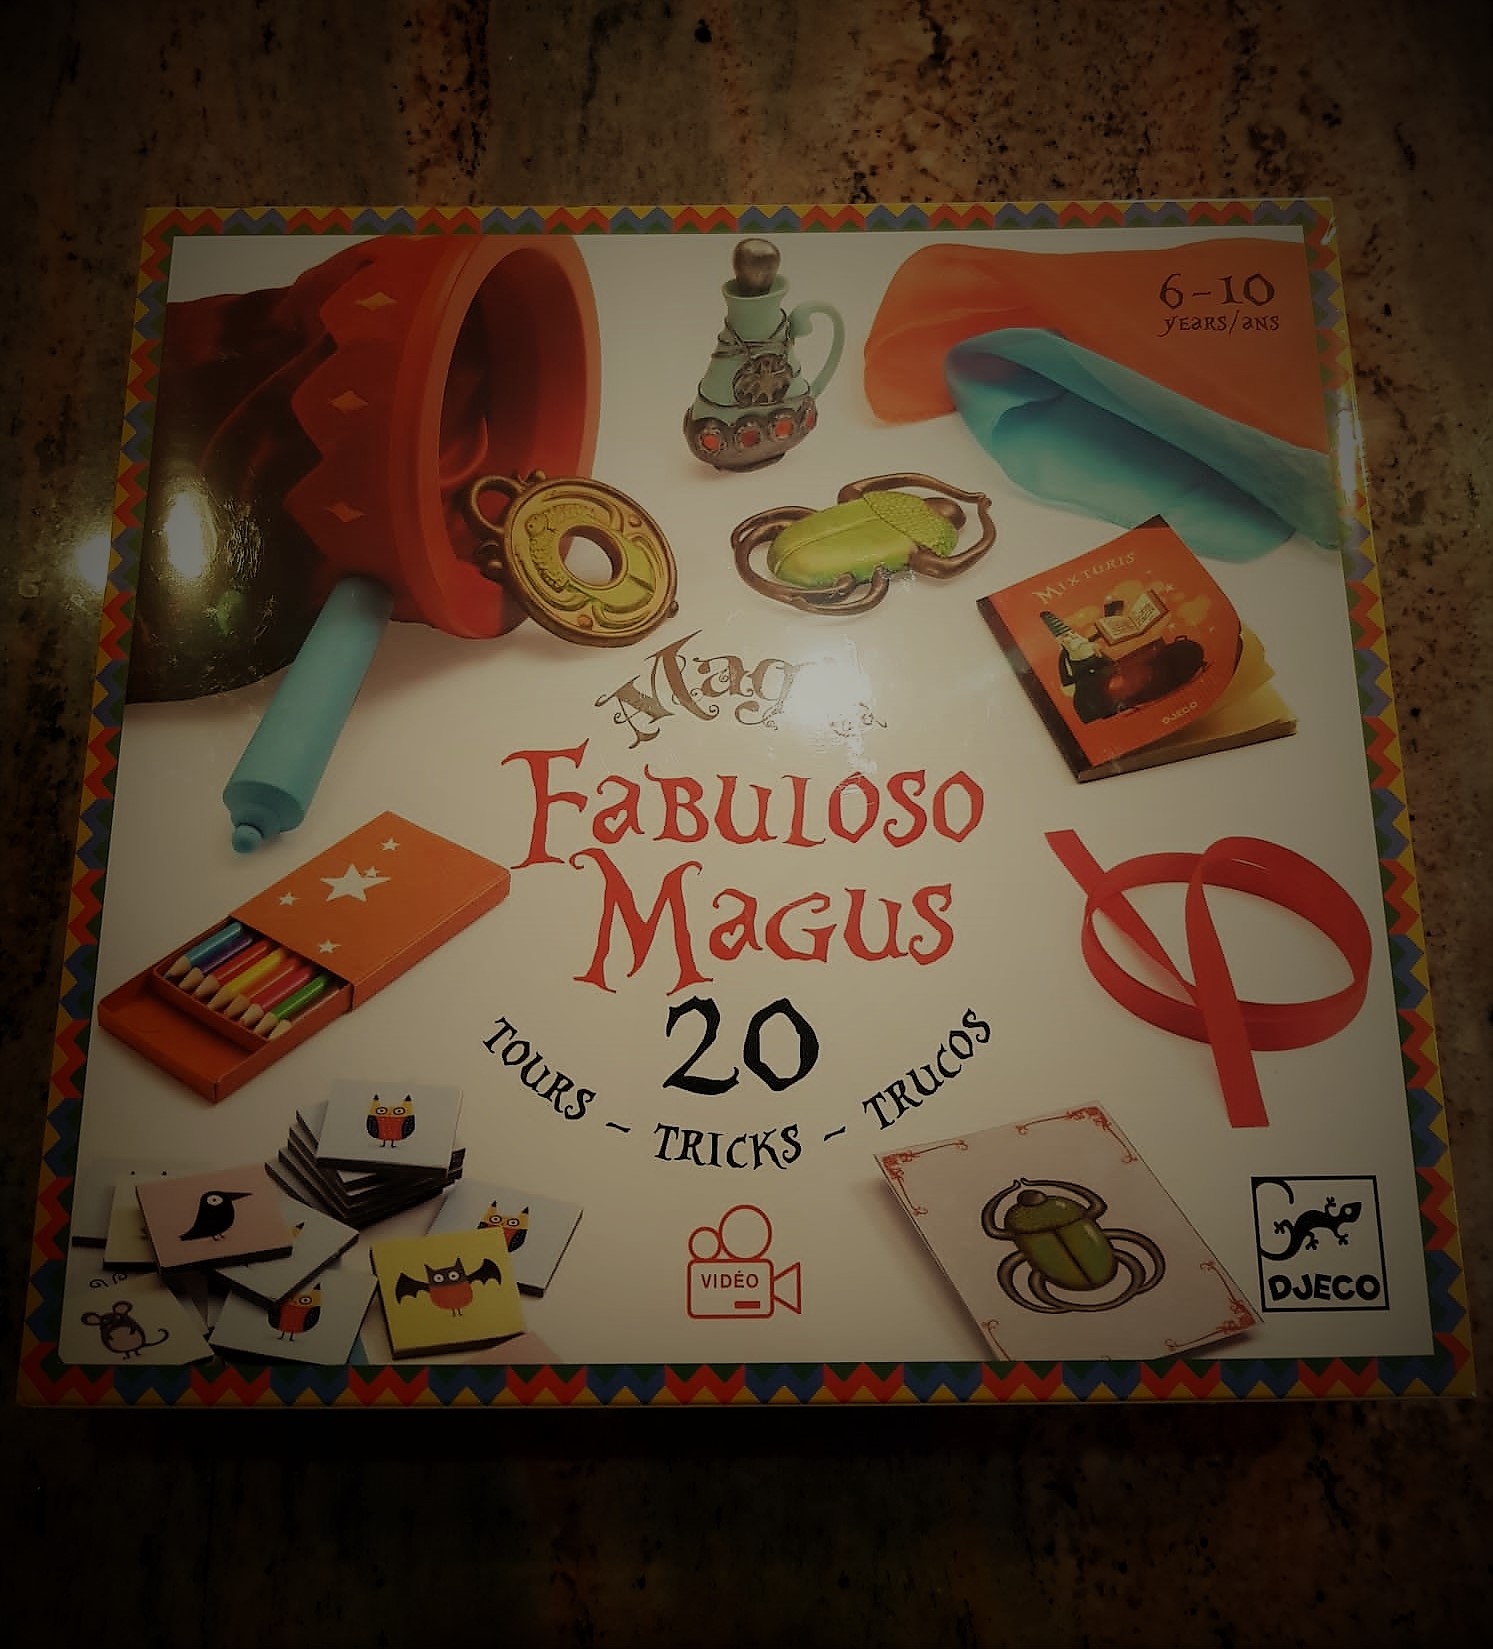 6-10
years/ans
MIXTURIS
DJECO
FABULOSO
MAGUS
20
TOURS - TRICKS - TRUCOS
VIDÉO
DJECO